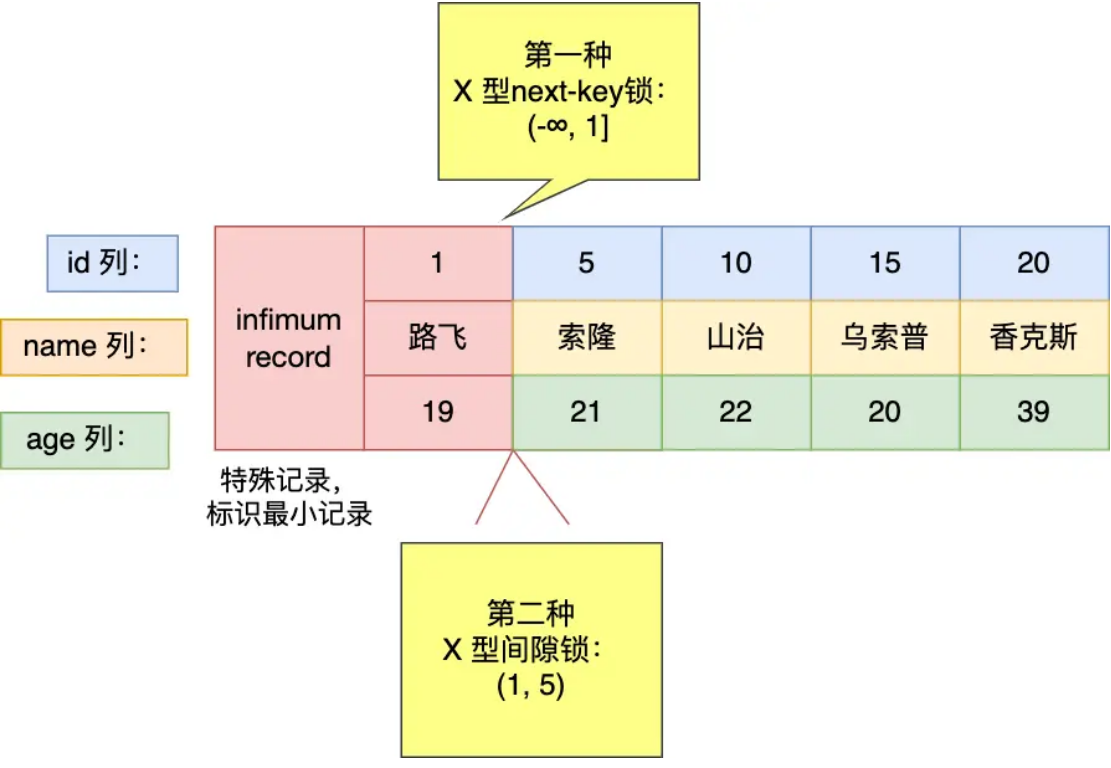 第一种
X 型next-key锁：
(-∞, 1]
id 列：
1
5
10
15
20
infimum
record
name 列：
路飞
索隆
山治
乌索普
香克斯
age 列：
19
21
22
20
39
特殊记录，
标识最小记录
第二种
X 型间隙锁：
(1, 5)